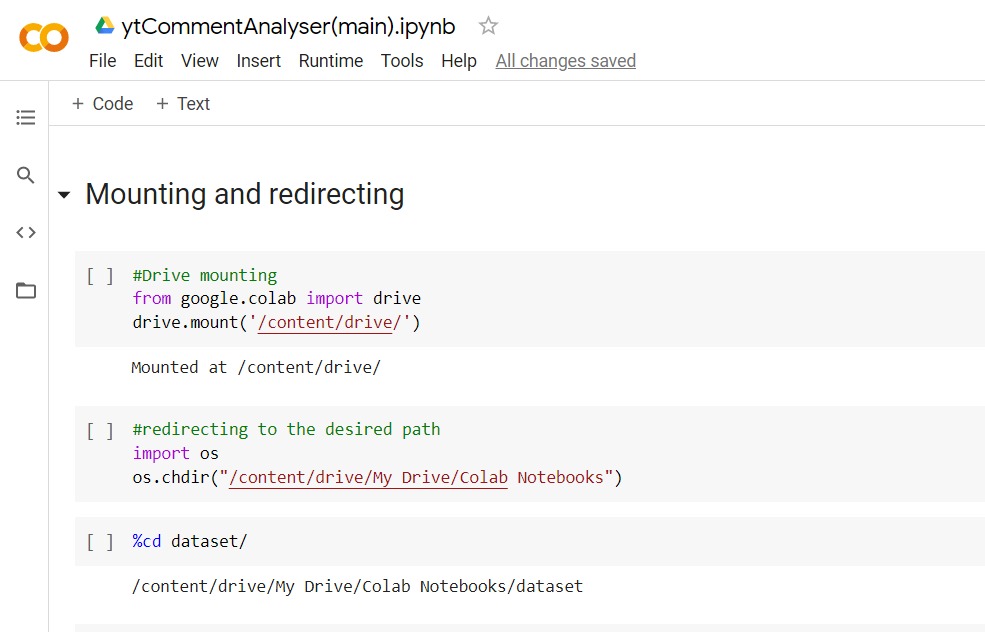 ytCommentAnalyser(main).ipynb
File Edit View Insert Runtime Tools Help All changes saved
+ Code + Text
Mounting and redirecting
[ ] #Drive mounting
from google.colab import drive
drive.mount('/content/drive/')
Mounted at /content/drive/
[ ] #redirecting to the desired path
import os
os.chdir("/content/drive/My Drive/Colab Notebooks")
[ ] %cd dataset/
/content/drive/My Drive/Colab Notebooks/dataset